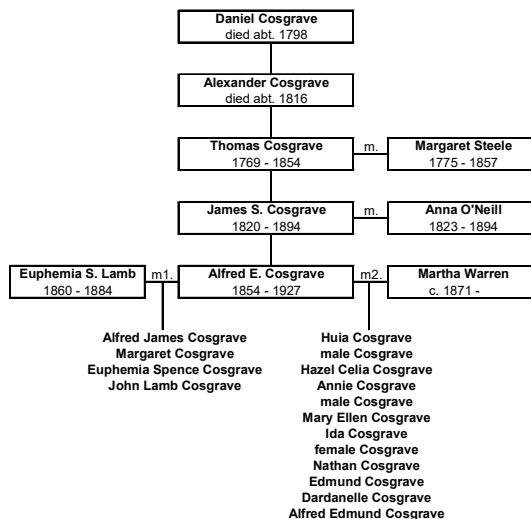 Daniel Cosgrave
died abt. 1798
Alexander Cosgrave
died abt. 1816
Thomas Cosgrave
1769 - 1854
m.
Margaret Steele
1775 - 1857
James S. Cosgrave
1820 - 1894
m.
Anna O'Neill
1823 - 1894
Euphemia S. Lamb
1860 - 1884
m1.
Alfred E. Cosgrave
1854 - 1927
m2.
Martha Warren
c. 1871 -
Alfred James Cosgrave
Margaret Cosgrave
Euphemia Spence Cosgrave
John Lamb Cosgrave
Huia Cosgrave
male Cosgrave
Hazel Celia Cosgrave
Annie Cosgrave
male Cosgrave
Mary Ellen Cosgrave
Ida Cosgrave
female Cosgrave
Nathan Cosgrave
Edmund Cosgrave
Dardanelle Cosgrave
Alfred Edmund Cosgrave